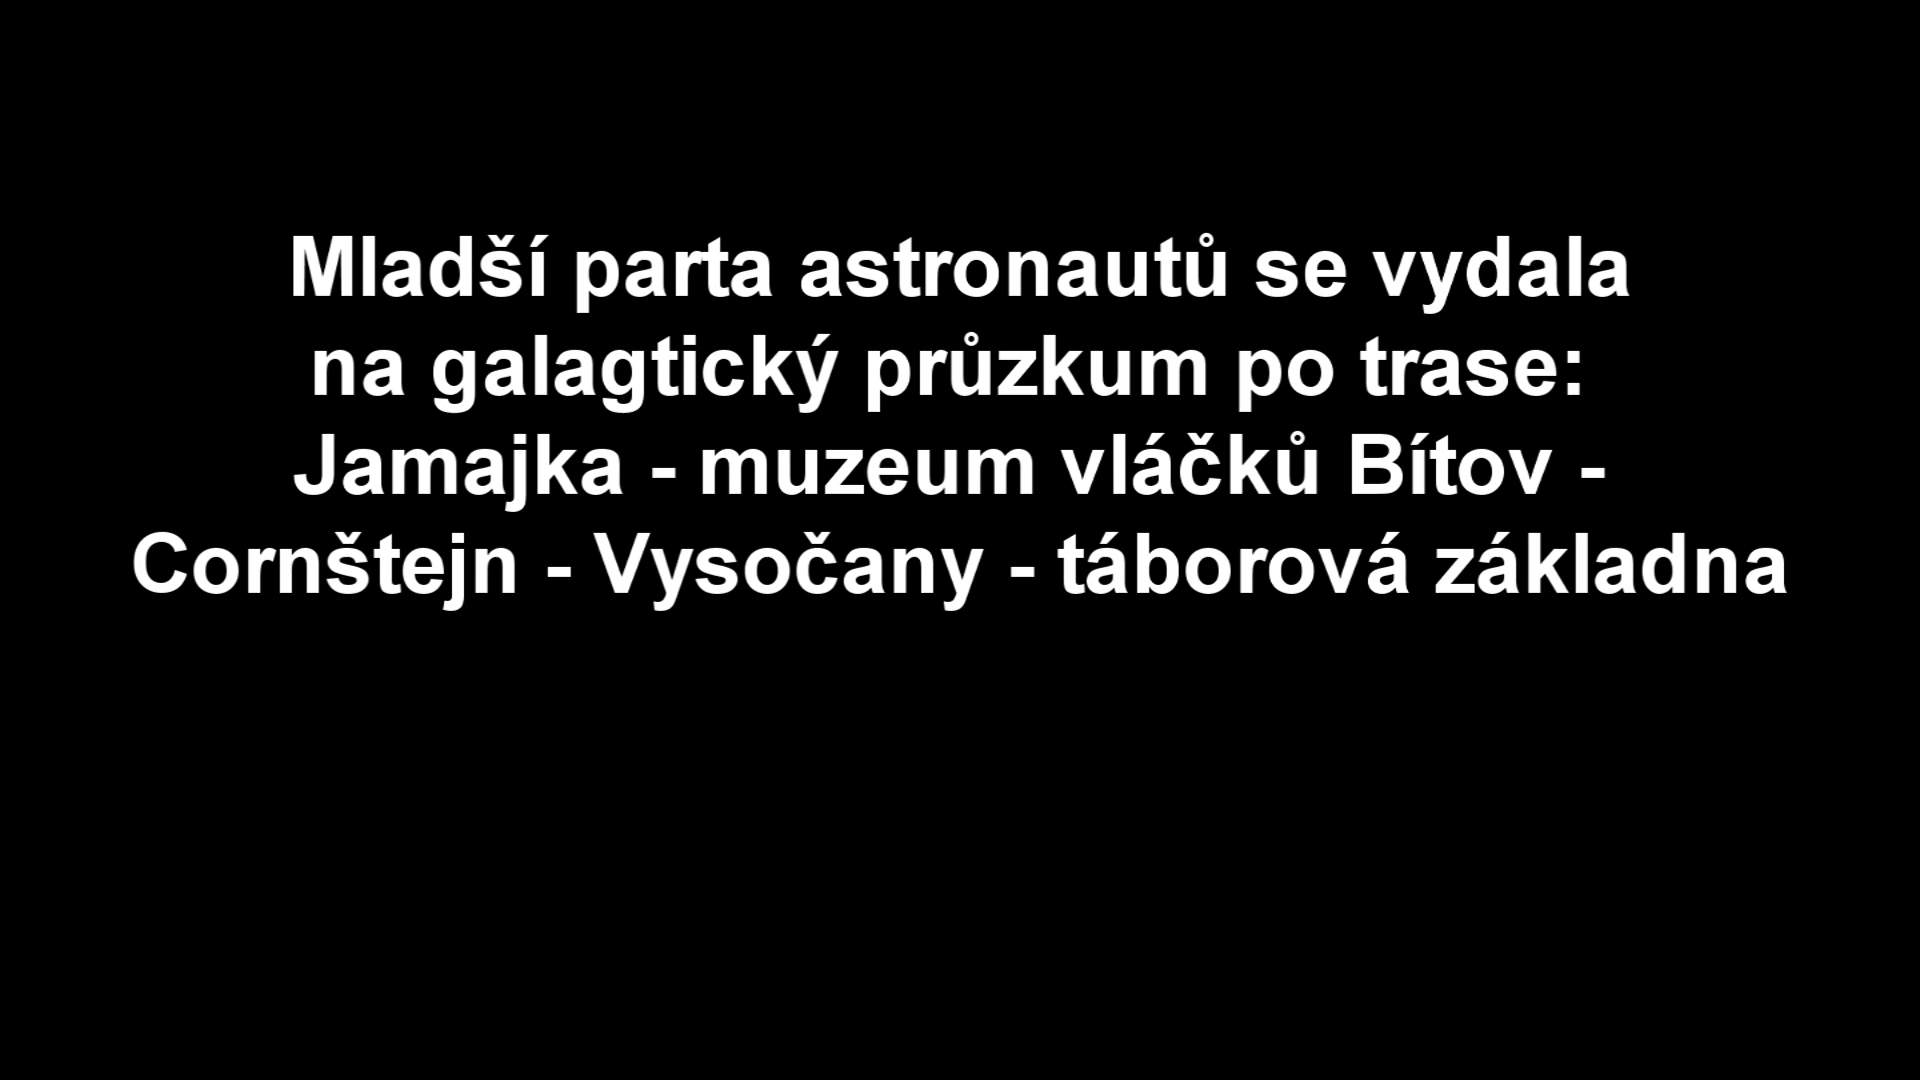 Mladší parta astronautů se vydala
na galagtický průzkum po trase:
Jamajka - muzeum vláčků Bítov -
Cornštejn - Vysočany - táborová základna